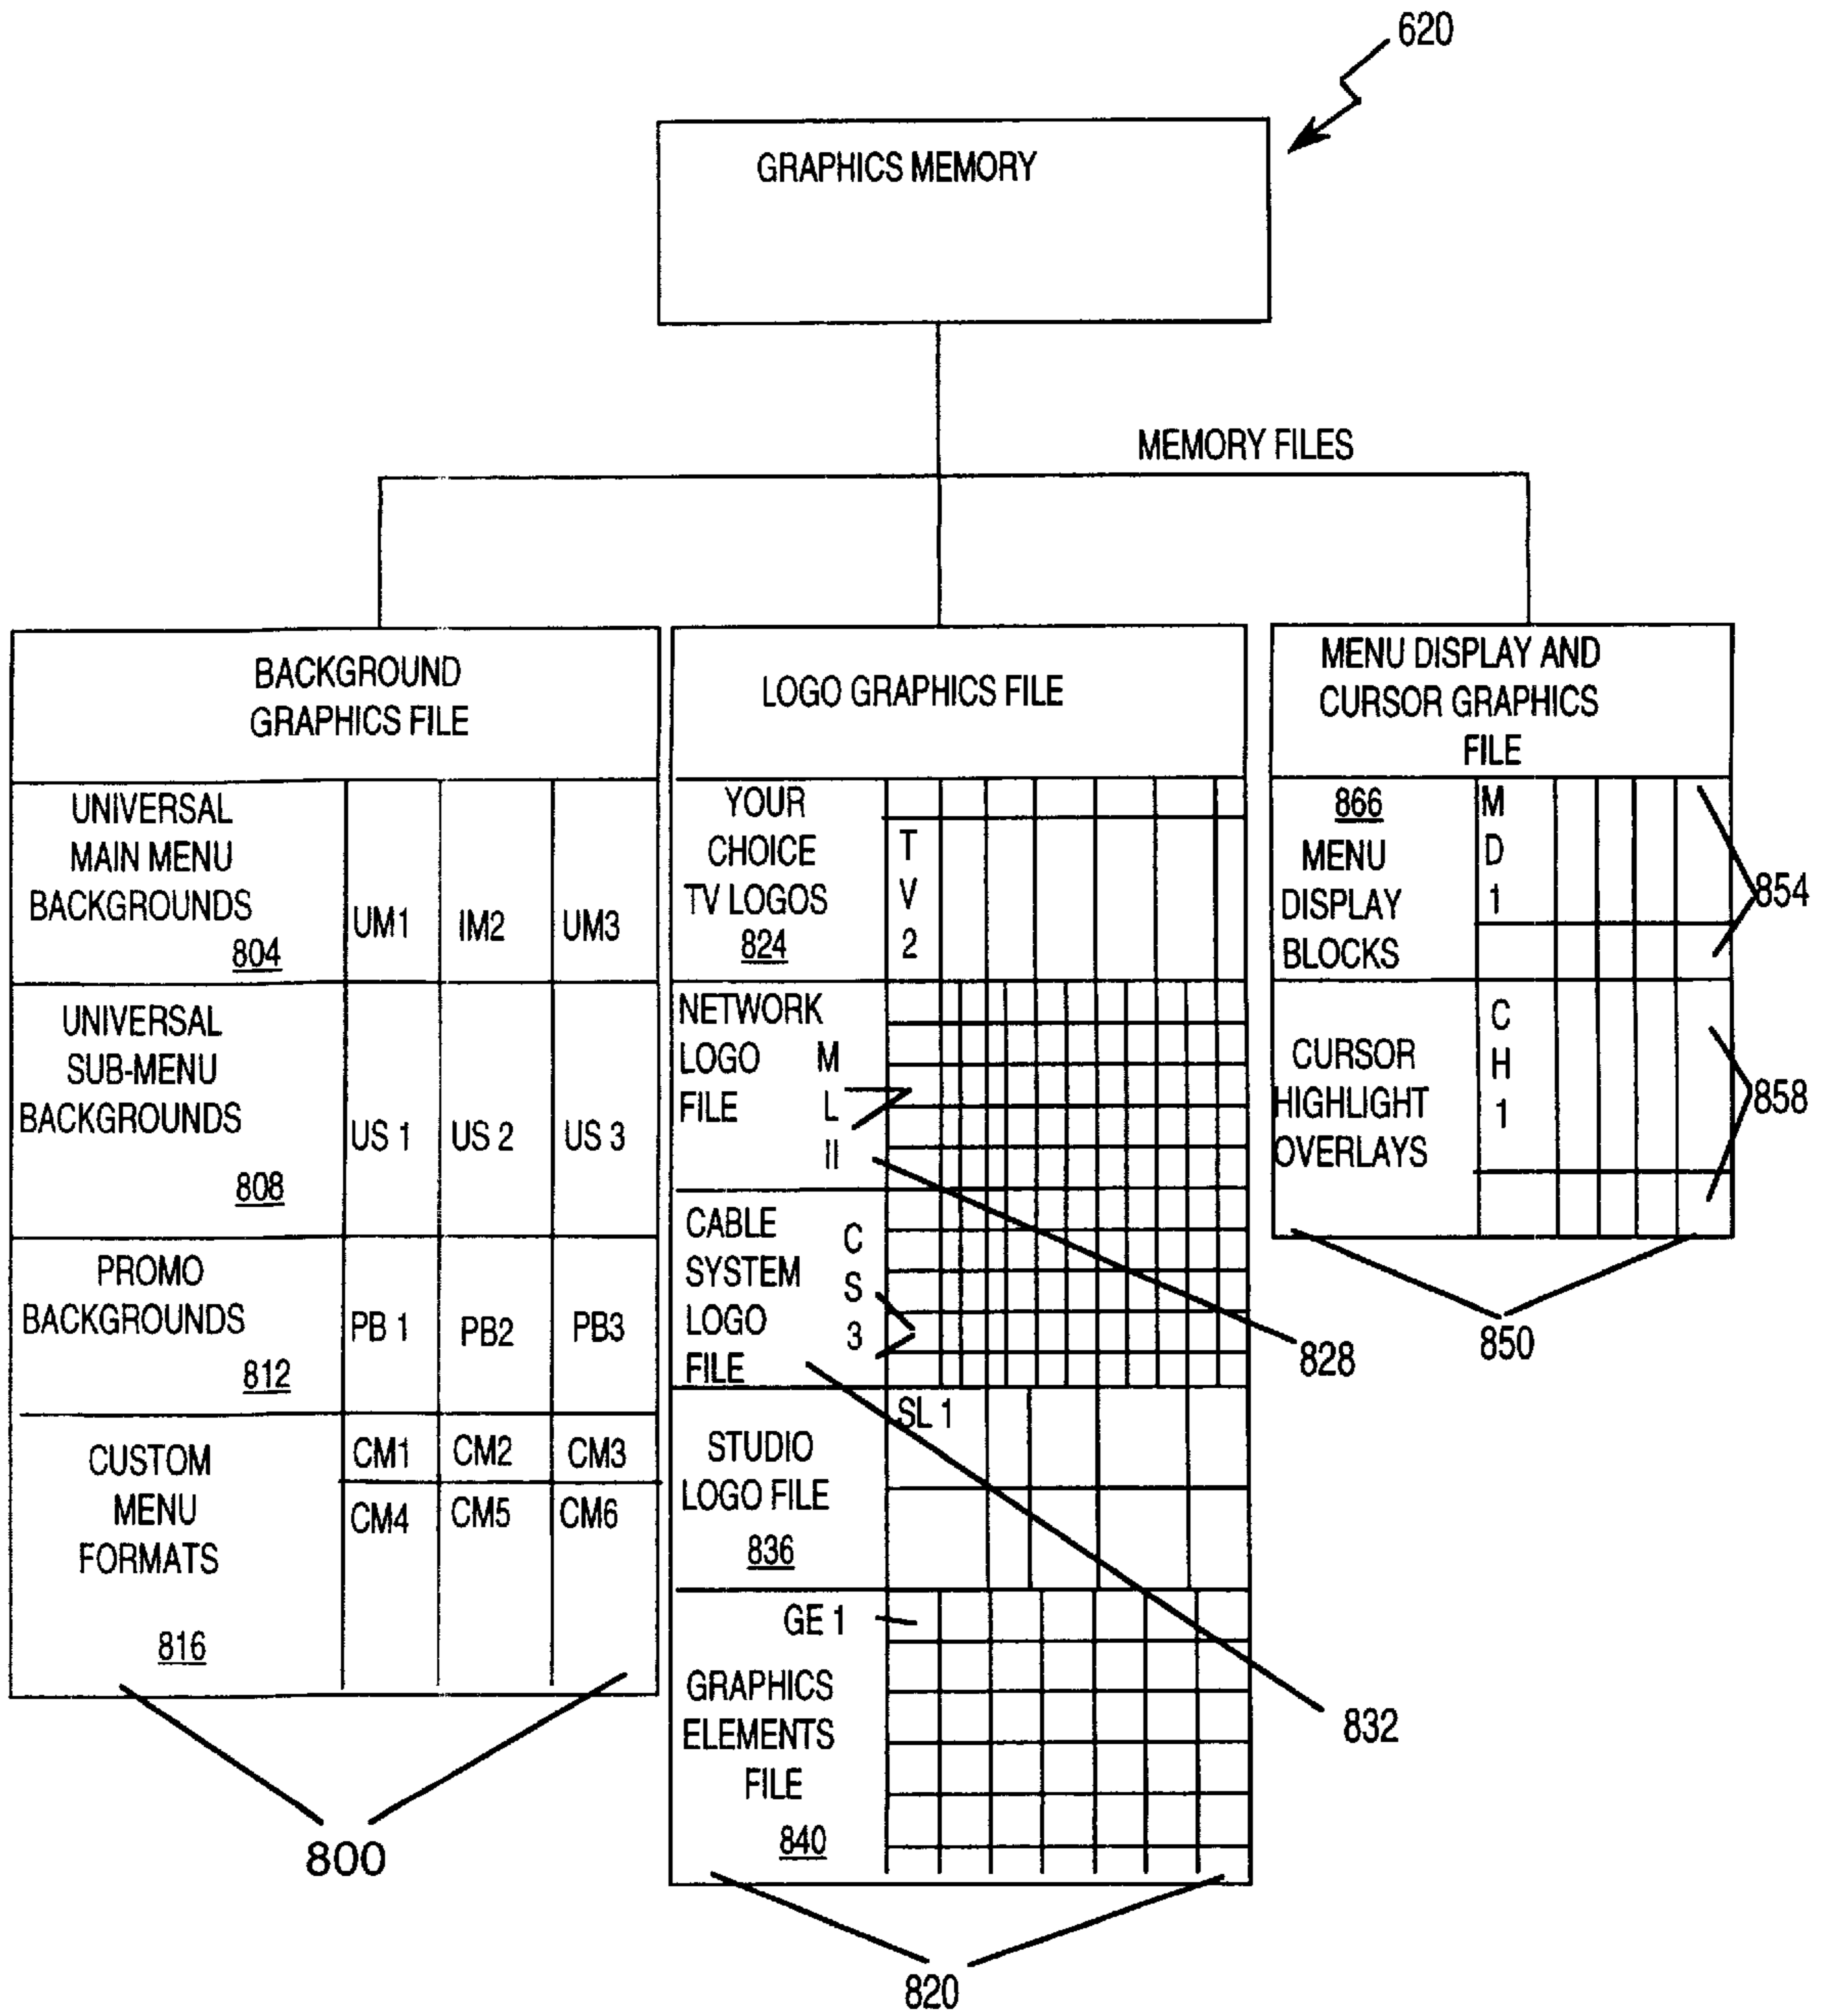 620
GRAPHICS MEMORY
MEMORY FILES
BACKGROUND
GRAPHICS FILE
UNIVERSAL
MAIN MENU
BACKGROUNDS
804
UM1 IM2 UM3
UNIVERSAL
SUB-MENU
BACKGROUNDS
808
US 1 US 2 US 3
PROMO
BACKGROUNDS
812
PB 1 PB2 PB3
CUSTOM
MENU
FORMATS
816
CM1 CM2 CM3
CM4 CM5 CM6
800
LOGO GRAPHICS FILE
YOUR
CHOICE
TV LOGOS
824
T
V
2
NETWORK
LOGO
FILE
M
L
II
828
CABLE
SYSTEM
LOGO
FILE
C
S
3
832
SL 1
STUDIO
LOGO FILE
836
GE 1
GRAPHICS
ELEMENTS
FILE
840
820
MENU DISPLAY AND
CURSOR GRAPHICS
FILE
866
MENU
DISPLAY
BLOCKS
M
D
1
854
CURSOR
HIGHLIGHT
OVERLAYS
C
H
1
858
850